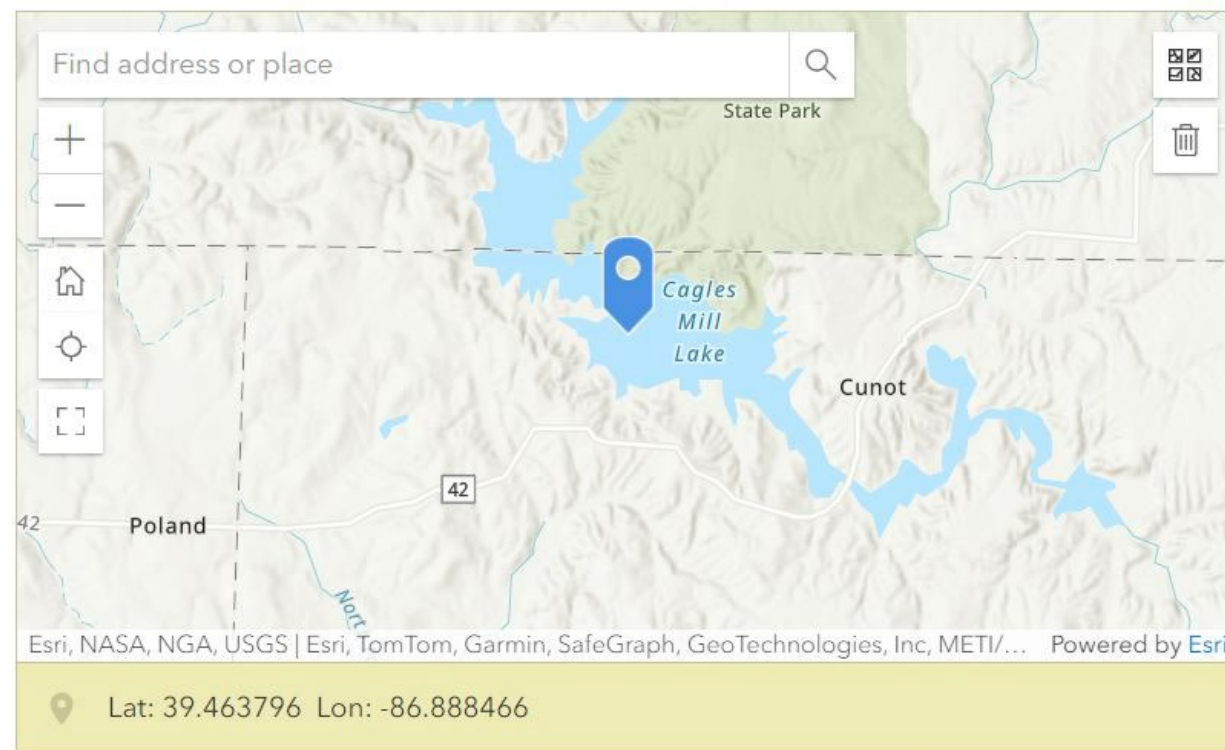 Find address or place
State Park
Cagles
Mill
Lake
Cunot
42
42
Poland
Nort
Esri, NASA, NGA, USGS | Esri, TomTom, Garmin, SafeGraph, GeoTechnologies, Inc, METI/... Powered by Esri
Lat: 39.463796 Lon: -86.888466